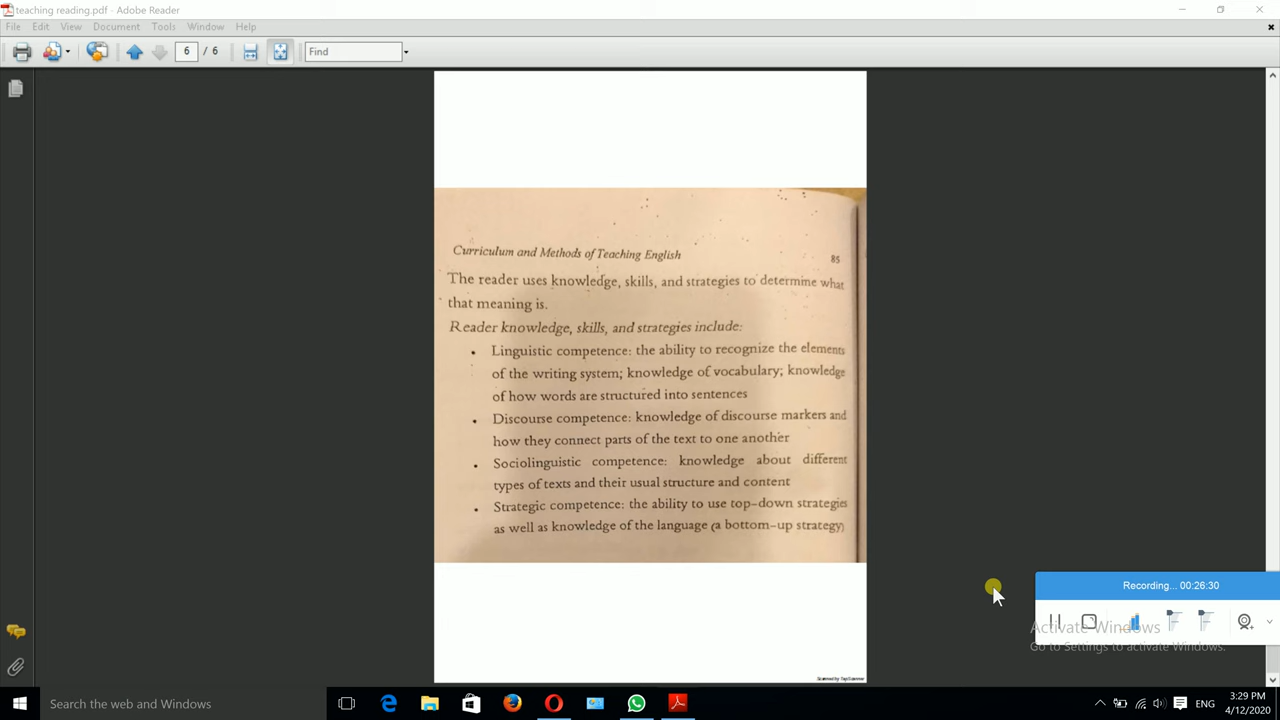 teaching reading.pdf - Adobe Reader
File Edit View Document Tools Window Help
6 / 6 Find
Curriculum and Methods of Teaching English 85
The reader uses knowledge, skills, and strategies to determine what
that meaning is.
Reader knowledge, skills, and strategies include:
• Linguistic competence: the ability to recognize the elements
of the writing system; knowledge of vocabulary; knowledge
of how words are structured into sentences
• Discourse competence: knowledge of discourse markers and
how they connect parts of the text to one another
• Sociolinguistic competence: knowledge about different
types of texts and their usual structure and content
• Strategic competence: the ability to use top-down strategies
as well as knowledge of the language (a bottom-up strategy)
Scanned by TapScanner
Recording... 00:26:30
Activate Windows
Go to Settings to activate Windows.
Search the web and Windows
ENG
3:29 PM
4/12/2020